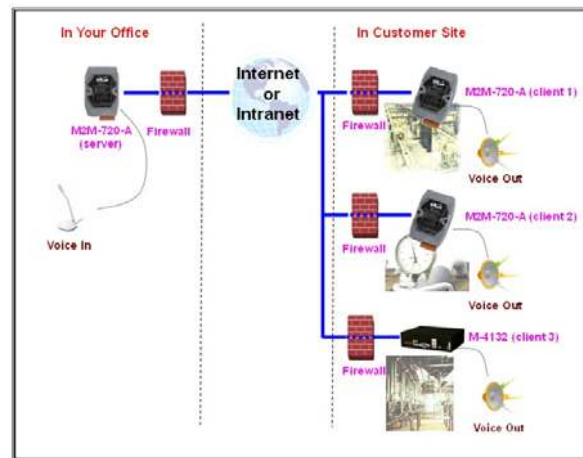 In Your Office
In Customer Site
M2M-720-A
(server)
Firewall
Internet
or
Intranet
Voice In
Firewall
M2M-720-A (client 1)
Voice Out
Firewall
M2M-720-A (client 2)
Voice Out
Firewall
M-4132 (client 3)
Voice Out